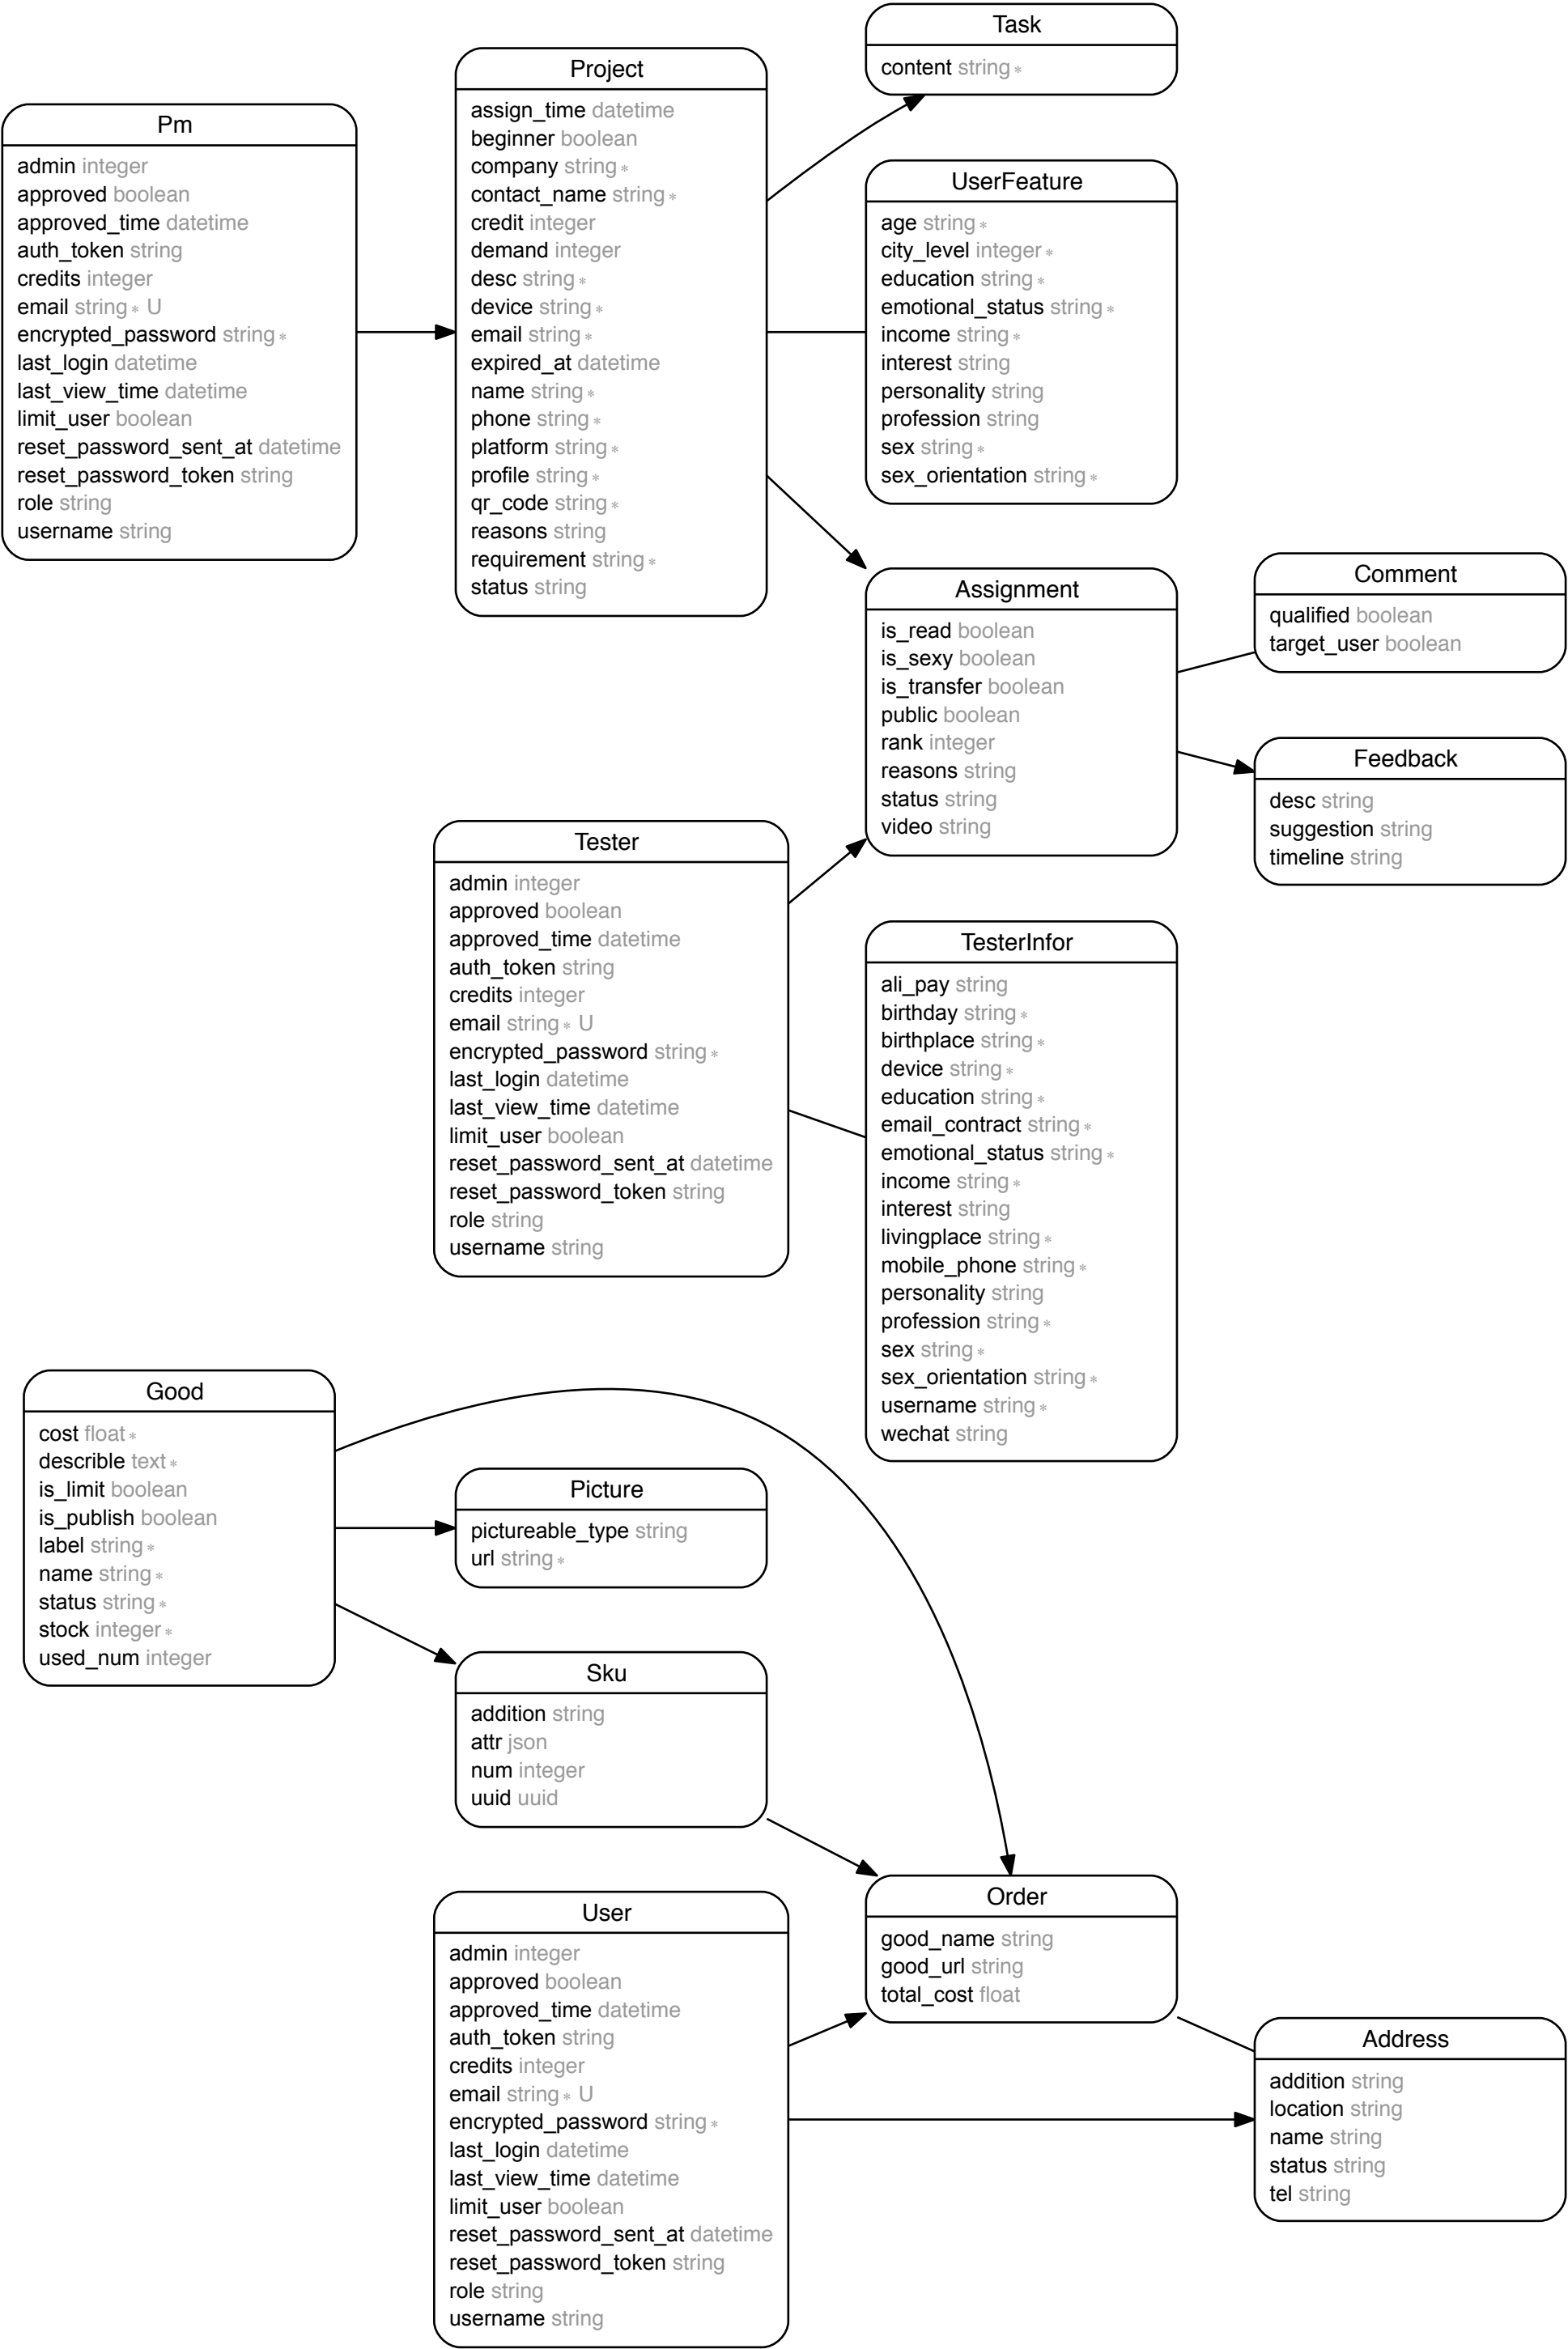 Pm
admin integer
approved boolean
approved_time datetime
auth_token string
credits integer
email string * U
encrypted_password string *
last_login datetime
last_view_time datetime
limit_user boolean
reset_password_sent_at datetime
reset_password_token string
role string
username string
Project
assign_time datetime
beginner boolean
company string *
contact_name string *
credit integer
demand integer
desc string *
device string *
email string *
expired_at datetime
name string *
phone string *
platform string *
profile string *
qr_code string *
reasons string
requirement string *
status string
Task
content string *
UserFeature
age string *
city_level integer *
education string *
emotional_status string *
income string *
interest string
personality string
profession string
sex string *
sex_orientation string *
Assignment
is_read boolean
is_sexy boolean
is_transfer boolean
public boolean
rank integer
reasons string
status string
video string
Comment
qualified boolean
target_user boolean
Feedback
desc string
suggestion string
timeline string
Tester
admin integer
approved boolean
approved_time datetime
auth_token string
credits integer
email string * U
encrypted_password string *
last_login datetime
last_view_time datetime
limit_user boolean
reset_password_sent_at datetime
reset_password_token string
role string
username string
TesterInfor
ali_pay string
birthday string *
birthplace string *
device string *
education string *
email_contract string *
emotional_status string *
income string *
interest string
livingplace string *
mobile_phone string *
personality string
profession string *
sex string *
sex_orientation string *
username string *
wechat string
Good
cost float *
describle text *
is_limit boolean
is_publish boolean
label string *
name string *
status string *
stock integer *
used_num integer
Picture
pictureable_type string
url string *
Sku
addition string
attr json
num integer
uuid uuid
User
admin integer
approved boolean
approved_time datetime
auth_token string
credits integer
email string * U
encrypted_password string *
last_login datetime
last_view_time datetime
limit_user boolean
reset_password_sent_at datetime
reset_password_token string
role string
username string
Order
good_name string
good_url string
total_cost float
Address
addition string
location string
name string
status string
tel string